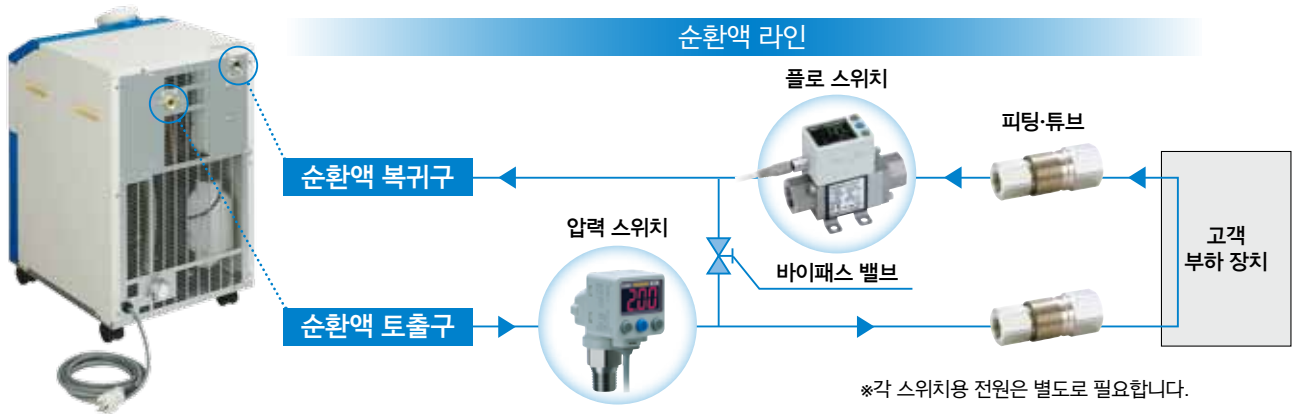 순환액 라인
플로 스위치
피팅·튜브
순환액 복귀구
고객
부하 장치
압력 스위치
바이패스 밸브
200
순환액 토출구
※각 스위치용 전원은 별도로 필요합니다.